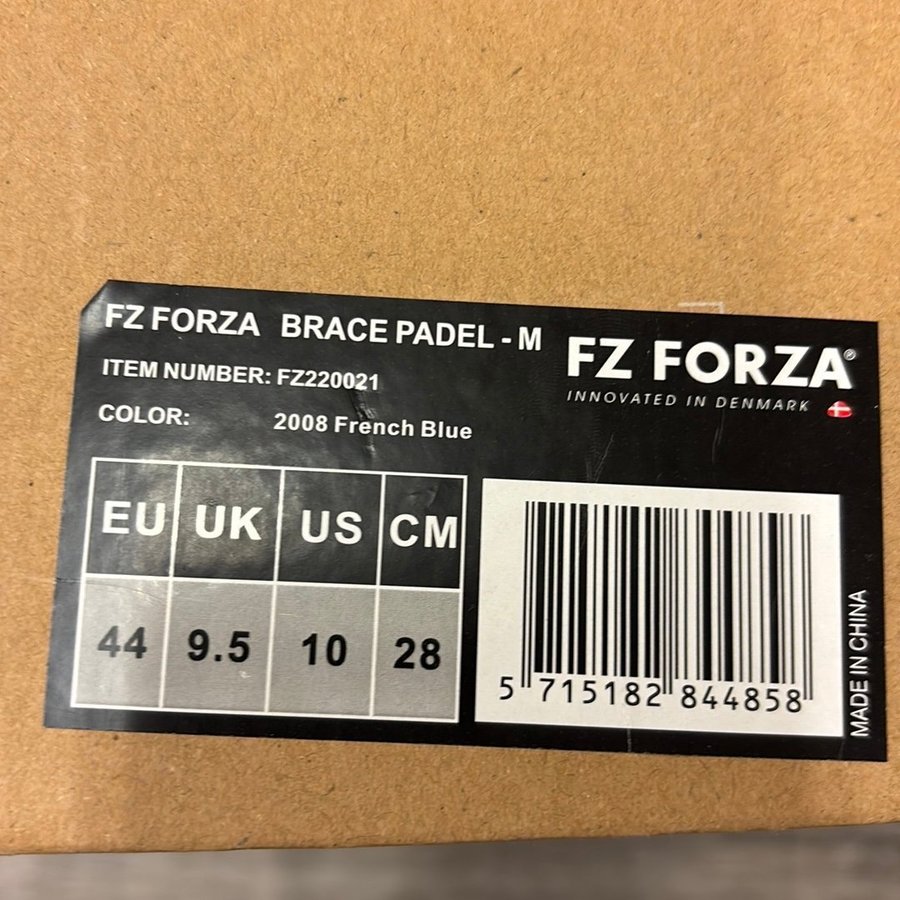 FZ FORZA BRACE PADEL - M
ITEM NUMBER: FZ220021
COLOR: 2008 French Blue
FZ FORZA®
INNOVATED IN DENMARK
EU UK US CM
44 9.5 10 28
5 715182 844858
MADE IN CHINA